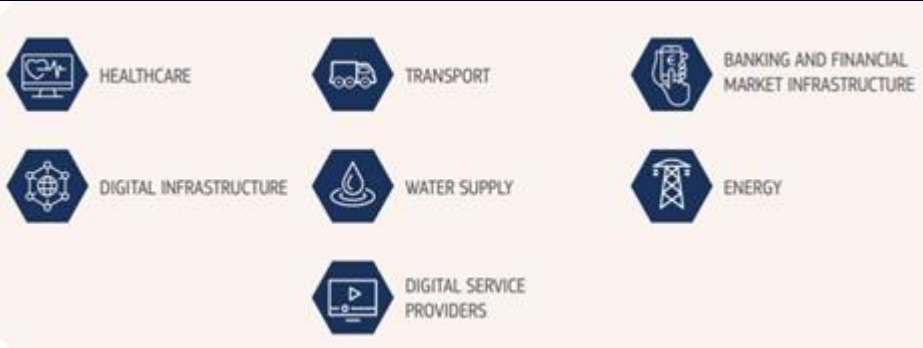 HEALTHCARE
TRANSPORT
BANKING AND FINANCIAL
MARKET INFRASTRUCTURE
DIGITAL INFRASTRUCTURE
WATER SUPPLY
ENERGY
DIGITAL SERVICE
PROVIDERS